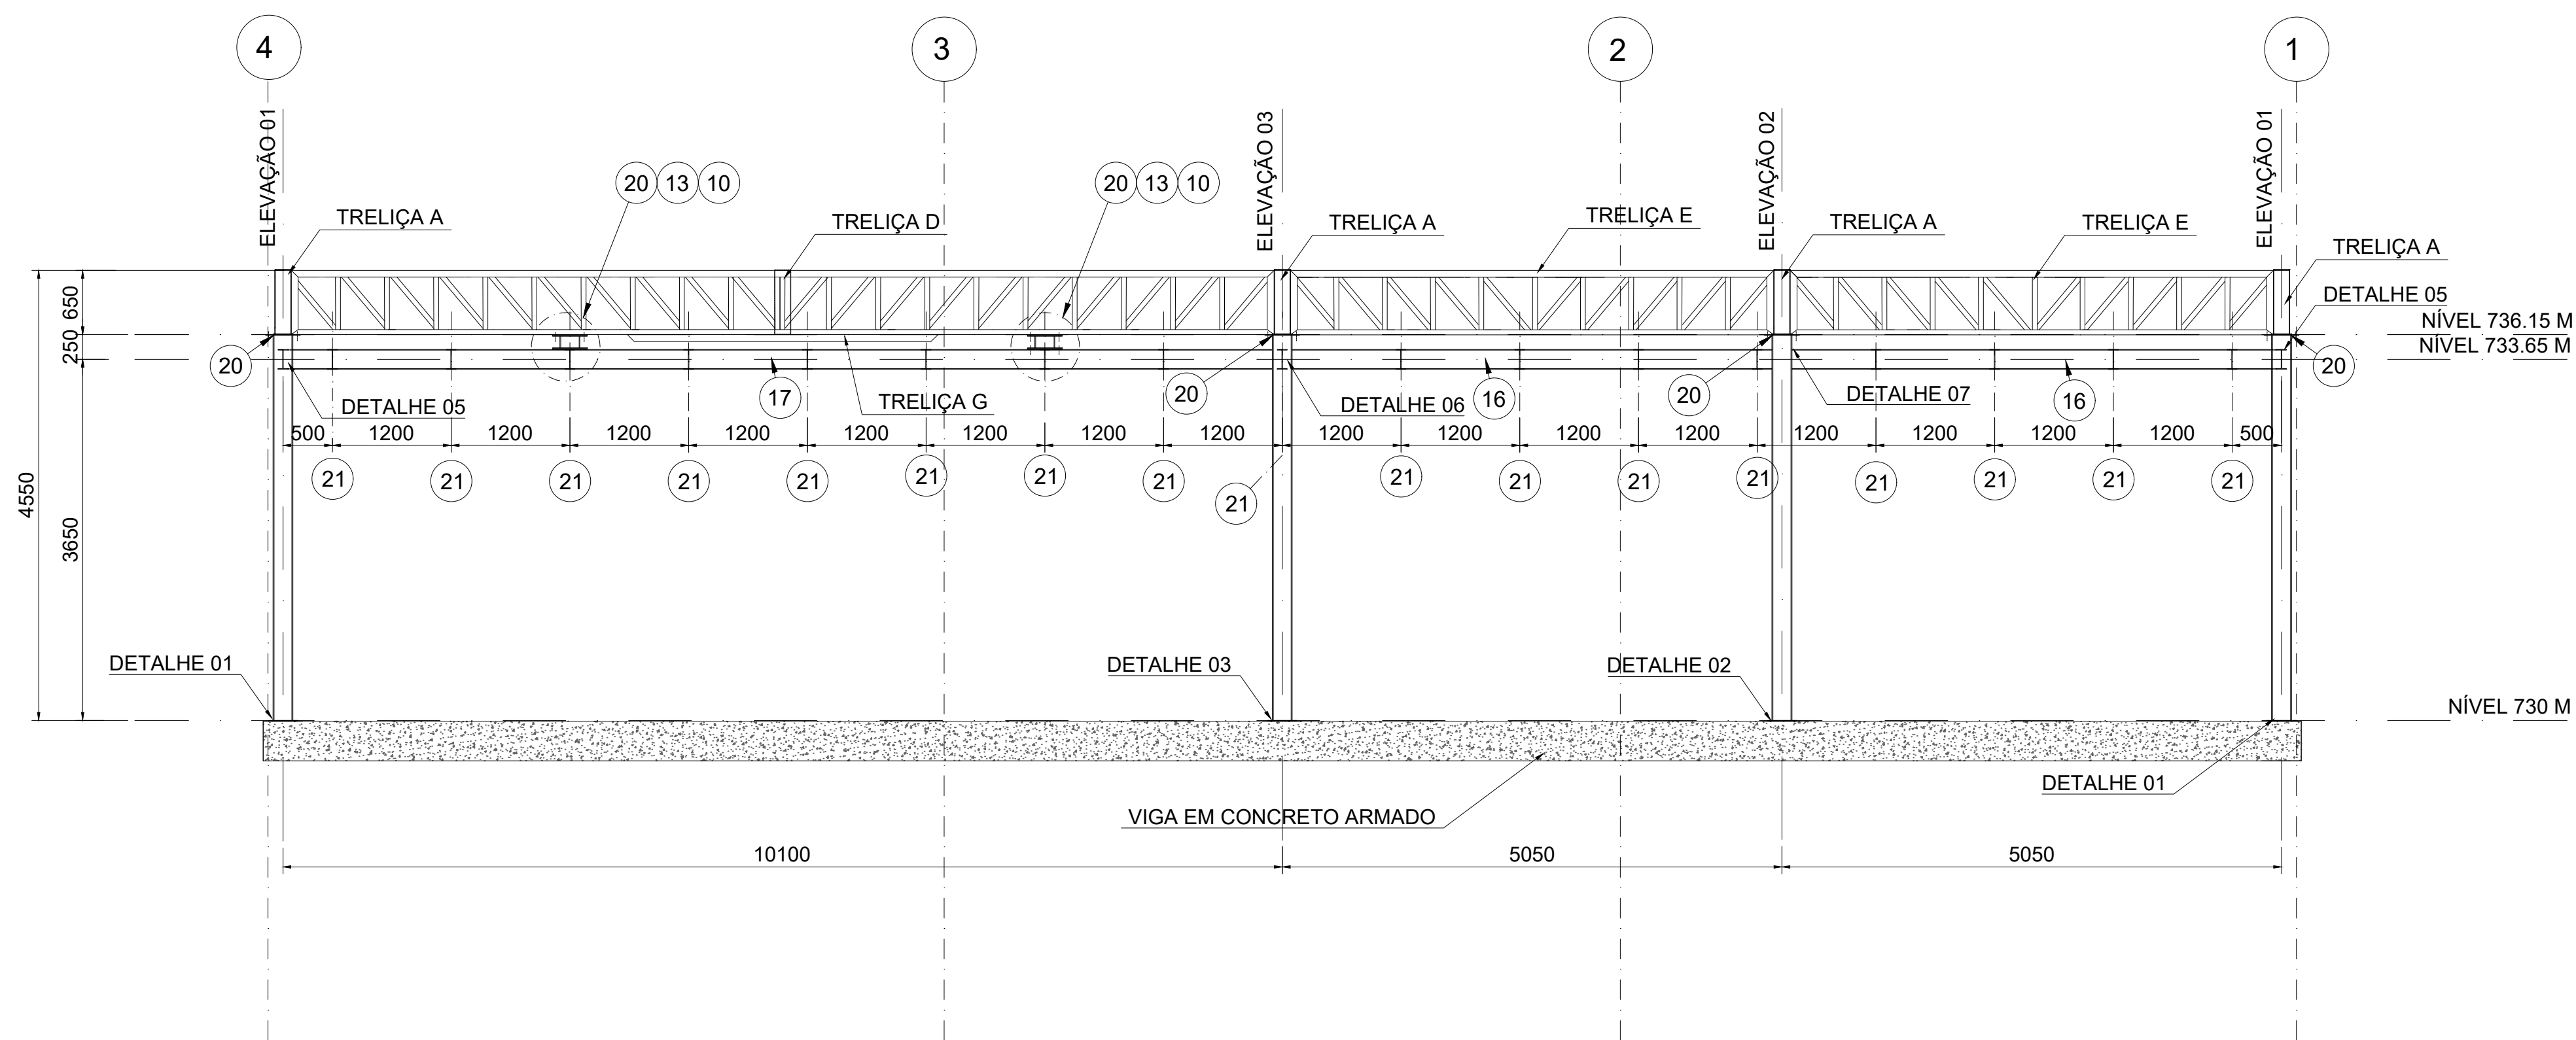 4
3
2
1
ELEVAÇÃO 01
ELEVAÇÃO 03
ELEVAÇÃO 02
ELEVAÇÃO 01
20 13 10
20 13 10
TRELIÇA A
TRELIÇA D
TRELIÇA A
TRELIÇA E
TRELIÇA A
TRELIÇA E
TRELIÇA A
DETALHE 05
NÍVEL 736.15 M
NÍVEL 733.65 M
650
250
3650
4550
20
17
20
16
20
16
20
DETALHE 05
TRELIÇA G
DETALHE 06
DETALHE 07
500 1200 1200 1200 1200 1200 1200 1200 1200 1200 1200 1200 1200 1200 1200 1200 1200 500
21 21 21 21 21 21 21 21 21 21 21 21 21 21 21 21 21
DETALHE 01
DETALHE 03
DETALHE 02
NÍVEL 730 M
DETALHE 01
VIGA EM CONCRETO ARMADO
10100
5050
5050